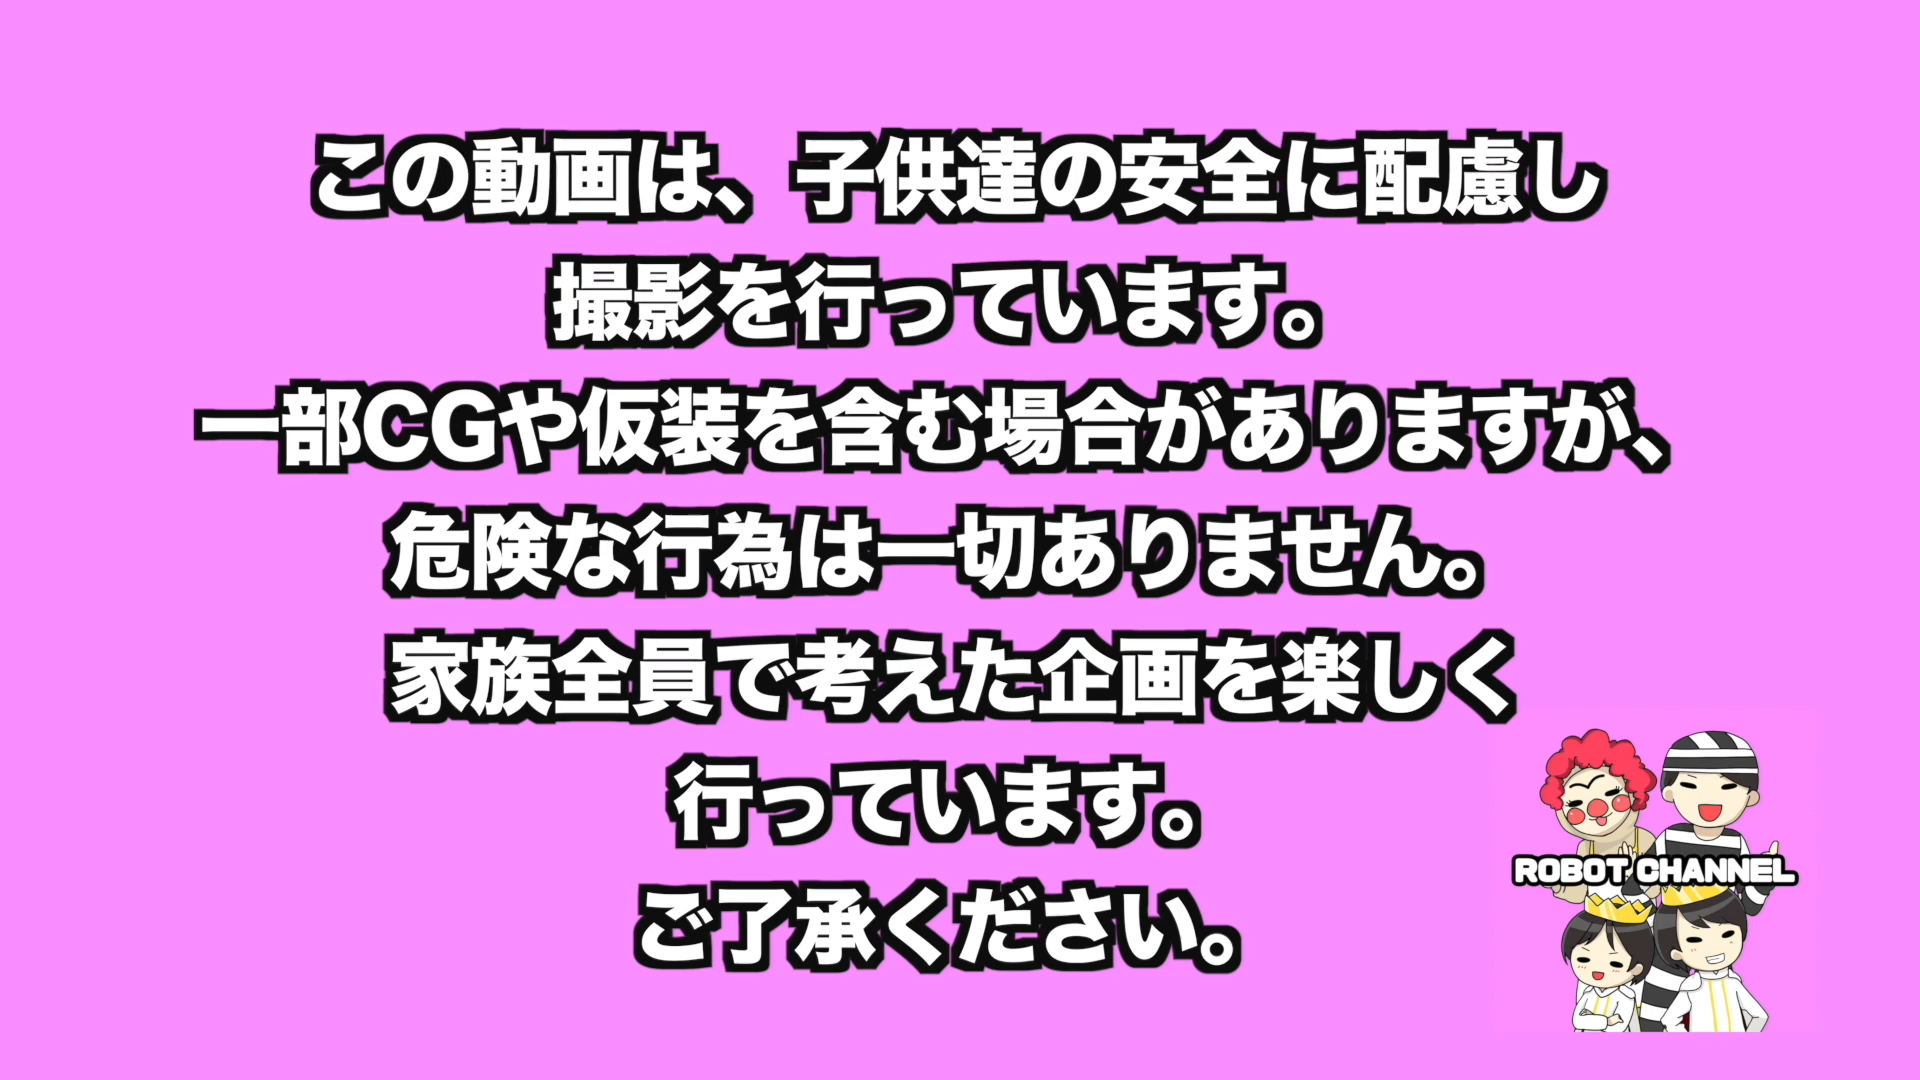 この動画は、子供達の安全に配慮し
撮影を行っています。
一部CGや仮装を含む場合がありますが、
危険な行為は一切ありません。
家族全員で考えた企画を楽しく
行っています。
ご了承ください。
ROBOT CHANNEL